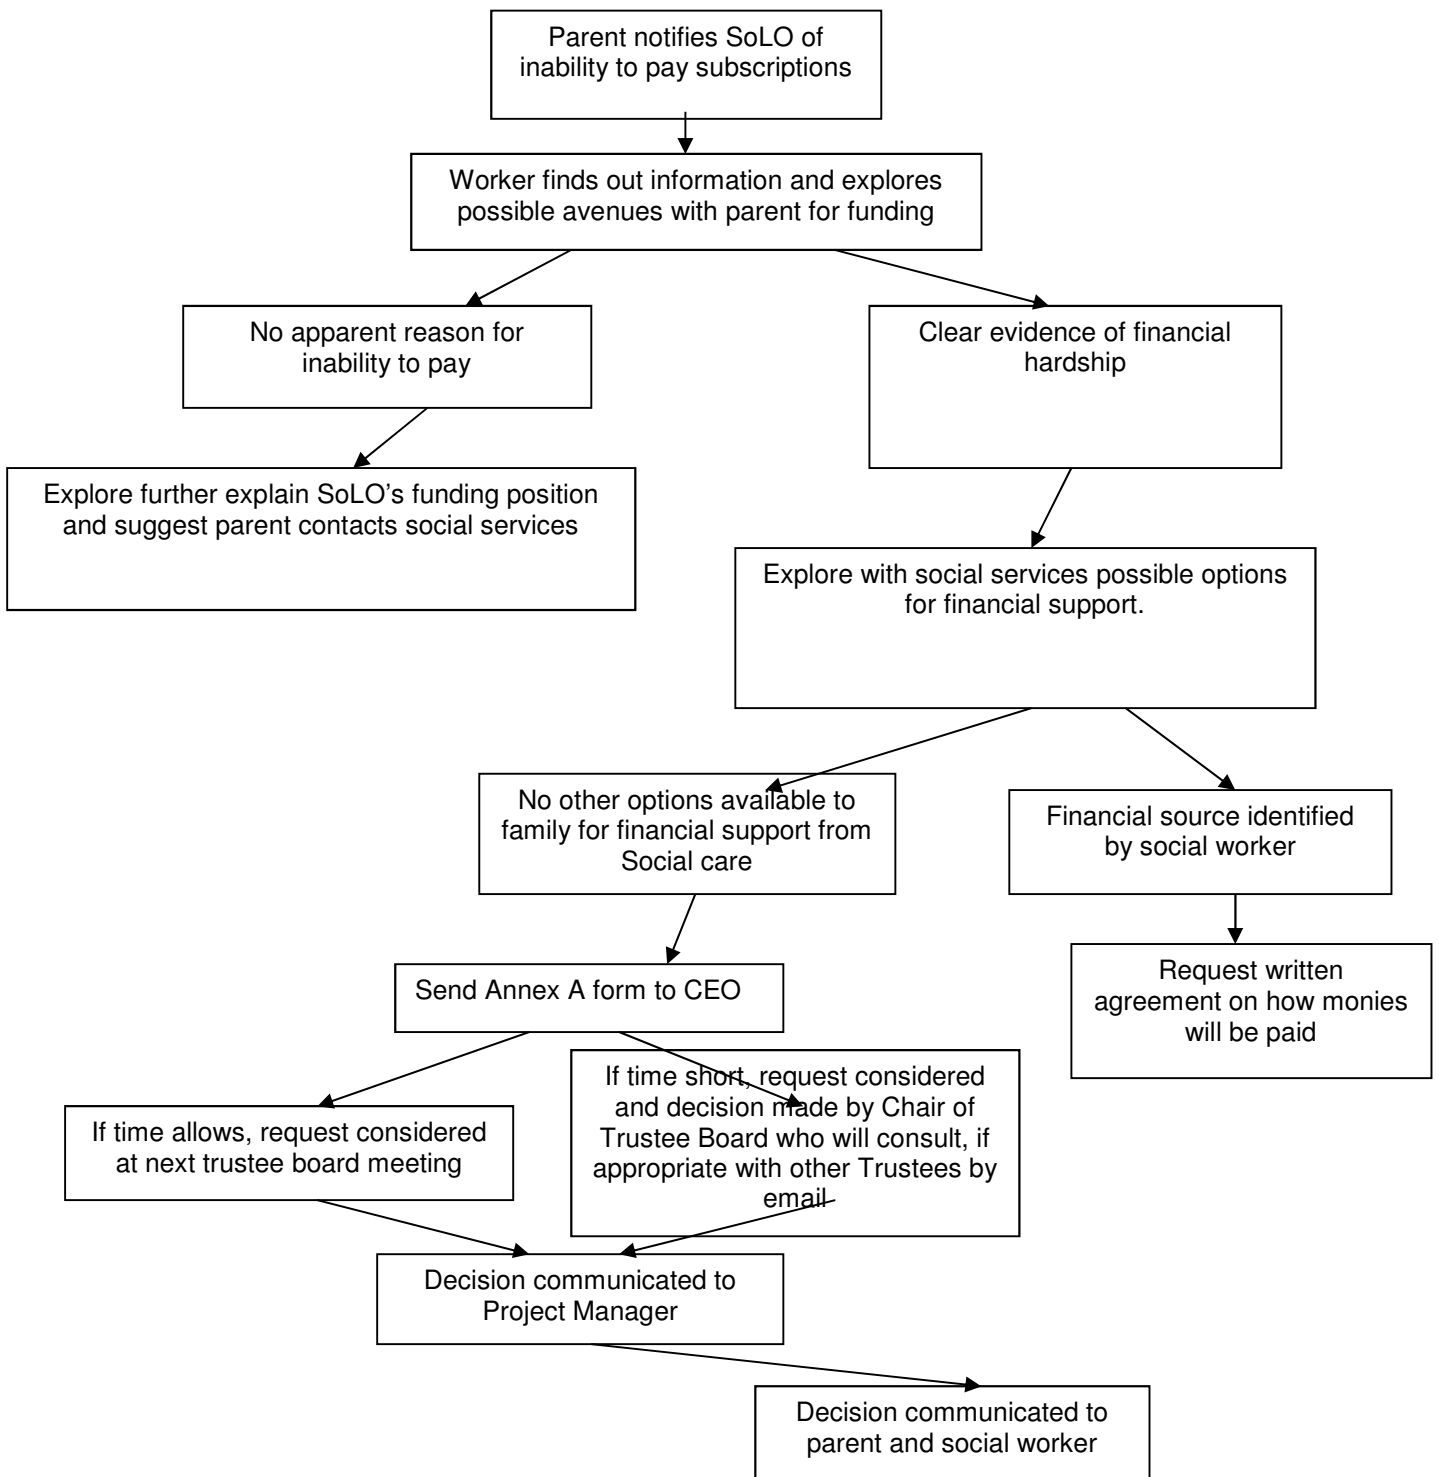 Parent notifies SoLO of
inability to pay subscriptions
Worker finds out information and explores
possible avenues with parent for funding
No apparent reason for
inability to pay
Clear evidence of financial
hardship
Explore further explain SoLO's funding position
and suggest parent contacts social services
Explore with social services possible options
for financial support.
No other options available to
family for financial support from
Social care
Financial source identified
by social worker
Send Annex A form to CEO
Request written
agreement on how monies
will be paid
If time allows, request considered
at next trustee board meeting
If time short, request considered
and decision made by Chair of
Trustee Board who will consult, if
appropriate with other Trustees by
email
Decision communicated to
Project Manager
Decision communicated to
parent and social worker